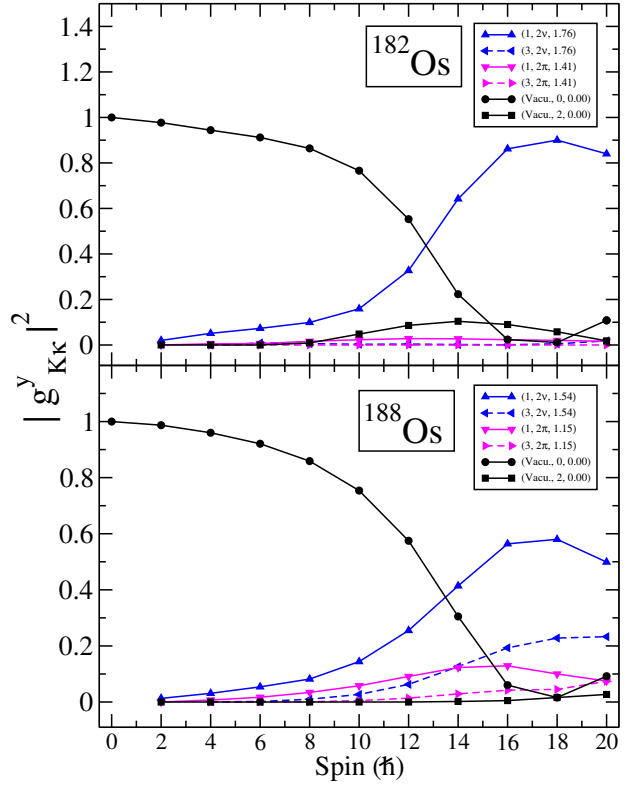 1.4
1.2
1
0.8
0.6
0.4
0.2
0
¹⁸²Os
(1, 2ν, 1.76)
(3, 2ν, 1.76)
(1, 2π, 1.41)
(3, 2π, 1.41)
(Vacu., 0, 0.00)
(Vacu., 2, 0.00)
| g^y_Kκ |²
1
0.8
0.6
0.4
0.2
0
¹⁸⁸Os
(1, 2ν, 1.54)
(3, 2ν, 1.54)
(1, 2π, 1.15)
(3, 2π, 1.15)
(Vacu., 0, 0.00)
(Vacu., 2, 0.00)
0 2 4 6 8 10 12 14 16 18 20
Spin (ℏ)